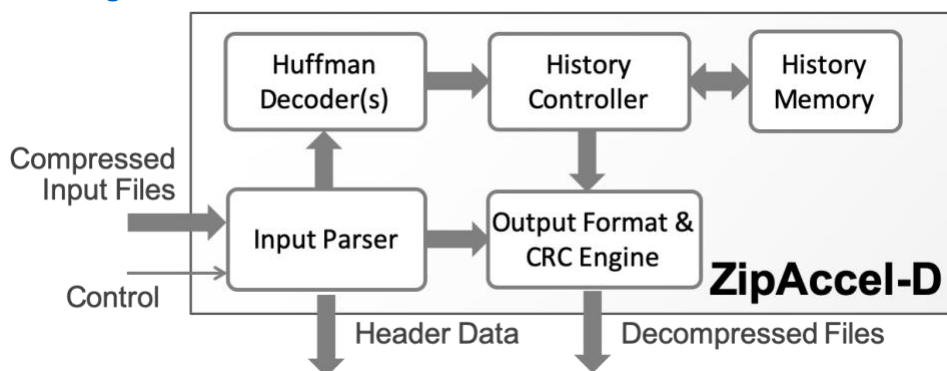 Huffman
Decoder(s)
History
Controller
History
Memory
Compressed
Input Files
Input Parser
Output Format &
CRC Engine
ZipAccel-D
Control
Header Data
Decompressed Files